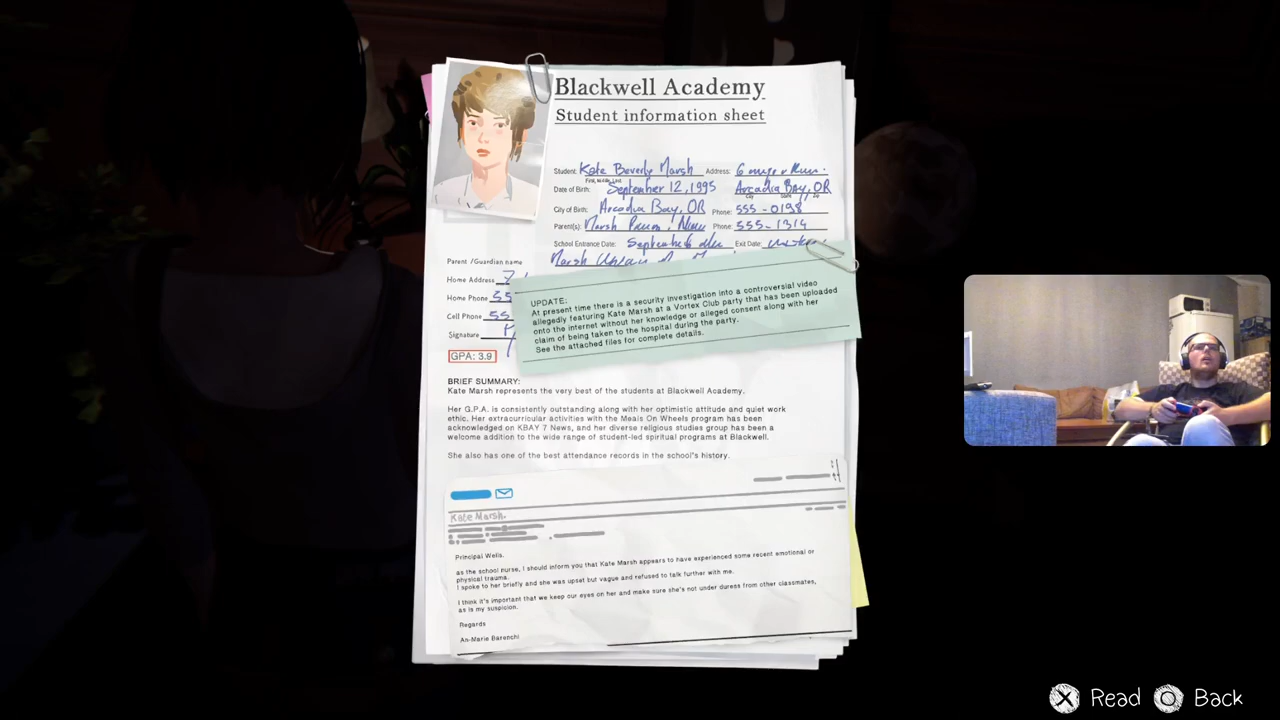 Blackwell Academy
Student information sheet
Student: Kate Beverly Marsh Address:
First, Middle, Last
Date of Birth: September 12, 1995 Arcadia Bay, OR
City State Zip
City of Birth: Arcadia Bay, OR Phone: 555-0198
Parent(s): Marsh Phone: 555-1314
School Entrance Date: Exit Date:
Parent / Guardian name Marsh
Home Address
Home Phone 55
Cell Phone 55
Signature
GPA: 3.9
UPDATE:
At present time there is a security investigation into a controversial video
allegedly featuring Kate Marsh at a Vortex Club party that has been uploaded
onto the internet without her knowledge or alleged consent along with her
claim of being taken to the hospital during the party.
See the attached files for complete details.
BRIEF SUMMARY:
Kate Marsh represents the very best of the students at Blackwell Academy.
Her G.P.A. is consistently outstanding along with her optimistic attitude and quiet work
ethic. Her extracurricular activities with the Meals On Wheels program has been
acknowledged on KBAY 7 News, and her diverse religious studies group has been a
welcome addition to the wide range of student-led spiritual programs at Blackwell.
She also has one of the best attendance records in the school's history.
Kate Marsh.
Principal Wells.
as the school nurse, I should inform you that Kate Marsh appears to have experienced some recent emotional or
physical trauma.
I spoke to her briefly and she was upset but vague and refused to talk further with me.
I think it's important that we keep our eyes on her and make sure she's not under duress from other classmates,
as is my suspicion.
Regards
An-Marie Barenchi
Read Back